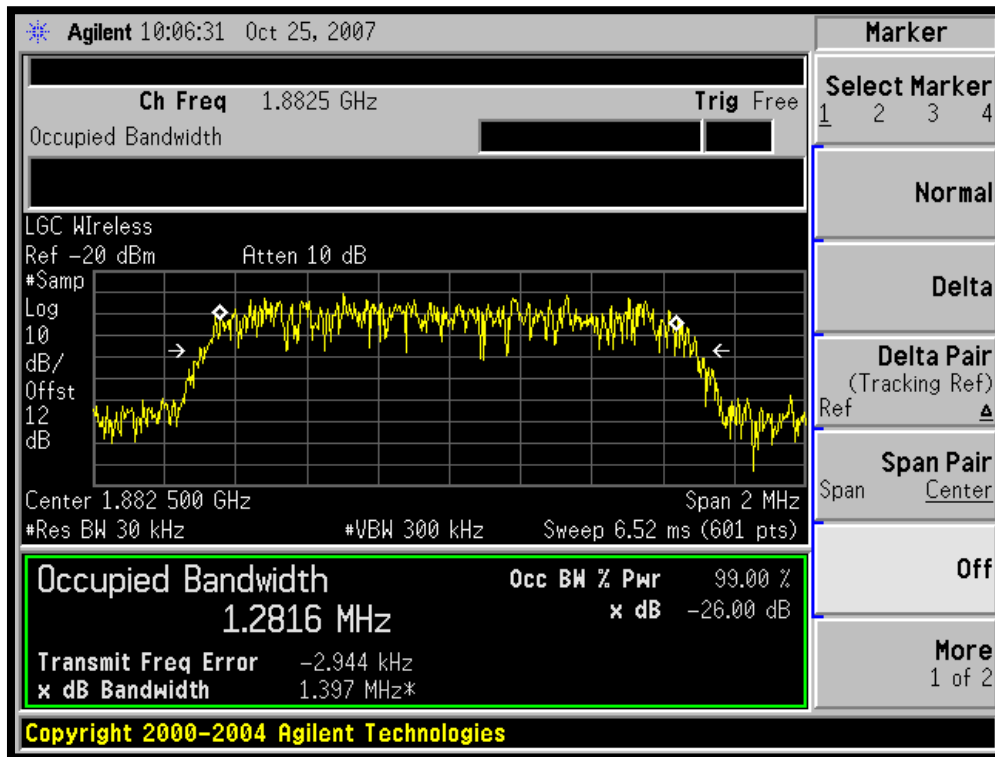 Agilent 10:06:31 Oct 25, 2007
Ch Freq 1.8825 GHz Trig Free
Occupied Bandwidth
LGC WIreless
Ref -20 dBm Atten 10 dB
#Samp
Log
10
dB/
Offst
12
dB
Center 1.882 500 GHz Span 2 MHz
#Res BW 30 kHz #VBW 300 kHz Sweep 6.52 ms (601 pts)
Occupied Bandwidth Occ BW % Pwr 99.00 %
1.2816 MHz x dB -26.00 dB
Transmit Freq Error -2.944 kHz
x dB Bandwidth 1.397 MHz*
Copyright 2000-2004 Agilent Technologies
Marker
Select Marker
1 2 3 4
Normal
Delta
Delta Pair
(Tracking Ref)
Ref Δ
Span Pair
Span Center
Off
More
1 of 2